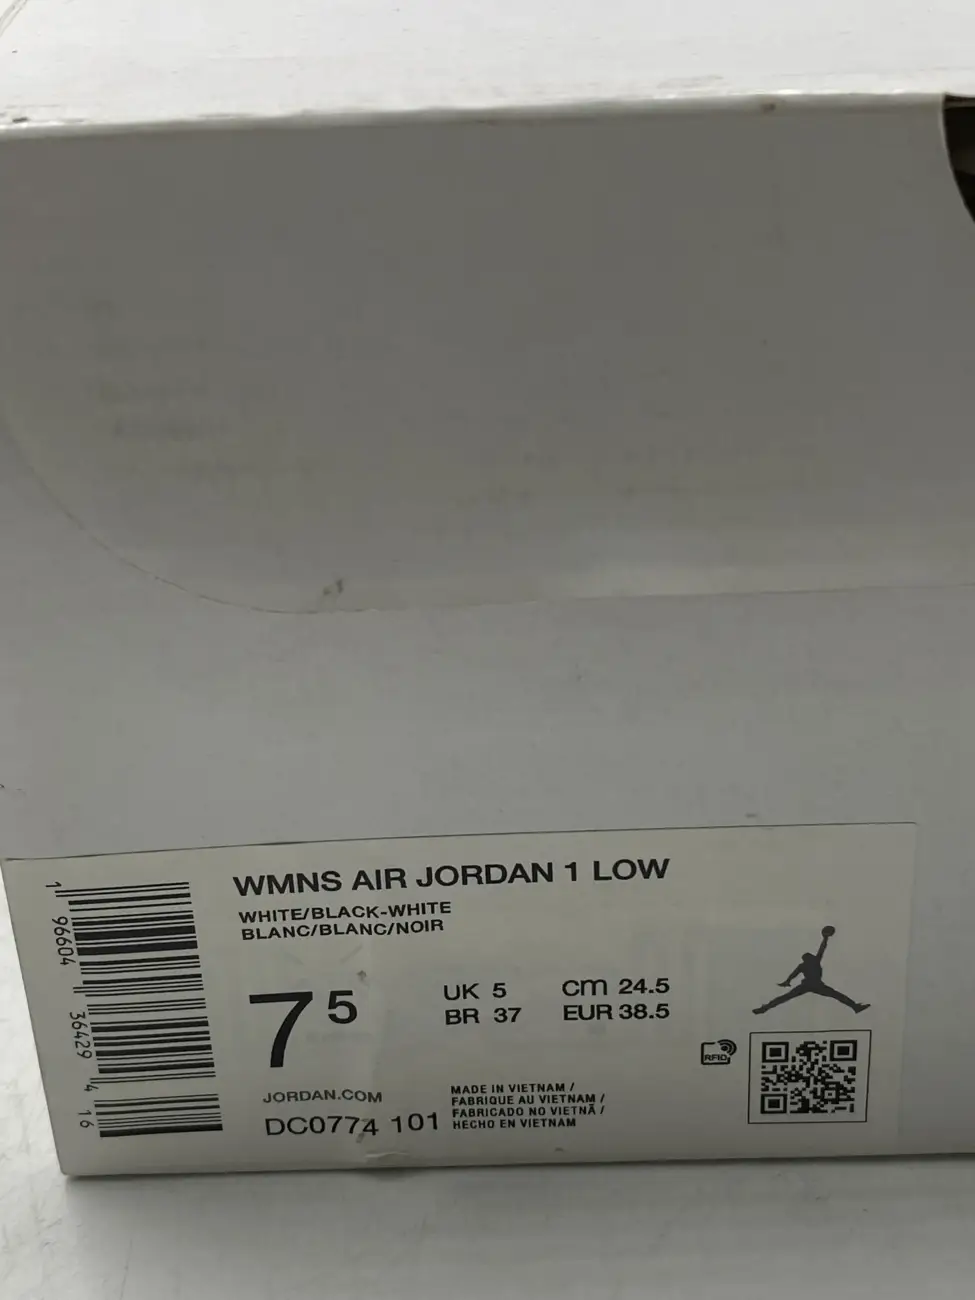 WMNS AIR JORDAN 1 LOW
WHITE/BLACK-WHITE
BLANC/BLANC/NOIR
7 5
UK 5
CM 24.5
BR 37
EUR 38.5
RFID
JORDAN.COM
DC0774 101
MADE IN VIETNAM /
FABRIQUE AU VIETNAM /
FABRICADO NO VIETNÃ /
HECHO EN VIETNAM
1 96604 36429 4 16